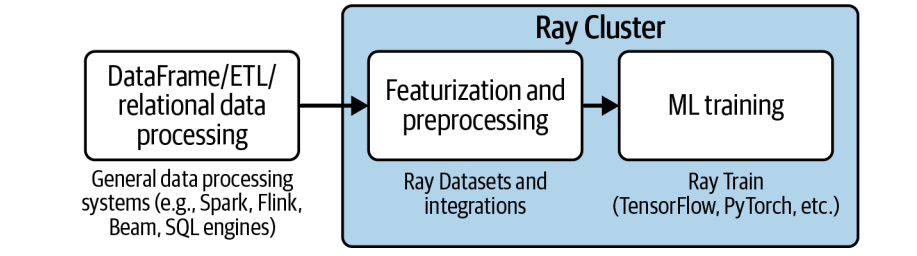 Ray Cluster
DataFrame/ETL/
relational data
processing
Featurization and
preprocessing
ML training
General data processing
systems (e.g., Spark, Flink,
Beam, SQL engines)
Ray Datasets and
integrations
Ray Train
(TensorFlow, PyTorch, etc.)